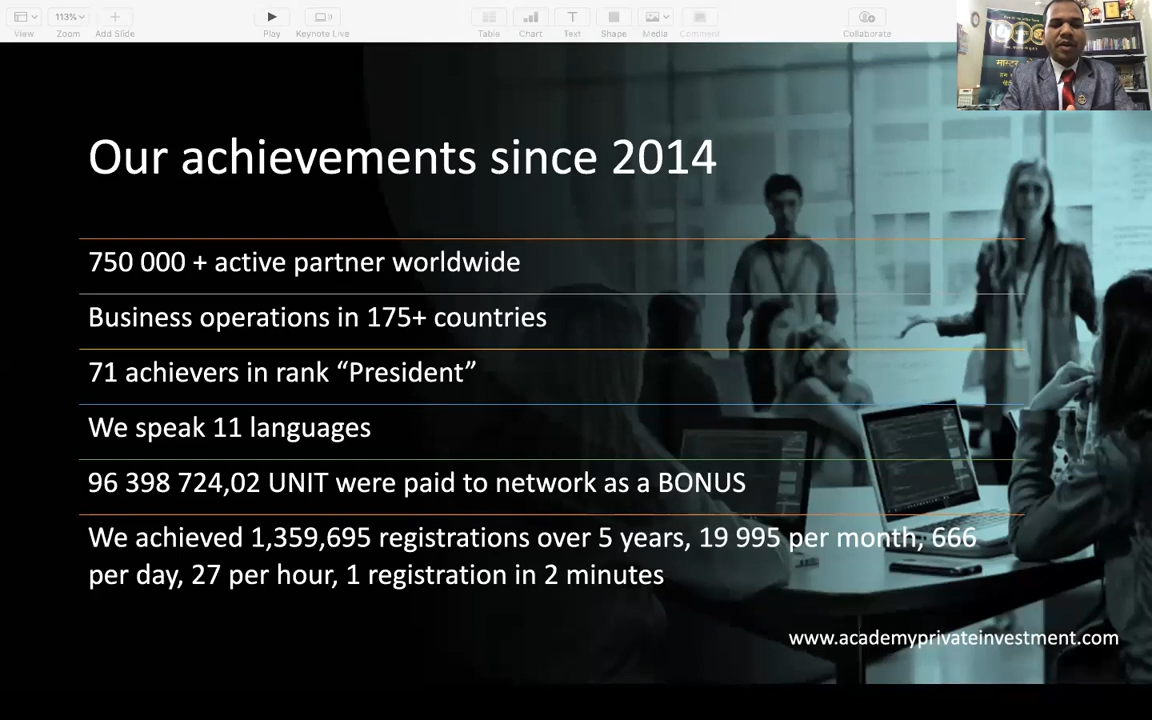 113%
View
Zoom
Add Slide
Play
Keynote Live
Table
Chart
Text
Shape
Media
Comment
Collaborate
Our achievements since 2014
750 000 + active partner worldwide
Business operations in 175+ countries
71 achievers in rank “President”
We speak 11 languages
96 398 724,02 UNIT were paid to network as a BONUS
We achieved 1,359,695 registrations over 5 years, 19 995 per month, 666
per day, 27 per hour, 1 registration in 2 minutes
www.academyprivateinvestment.com